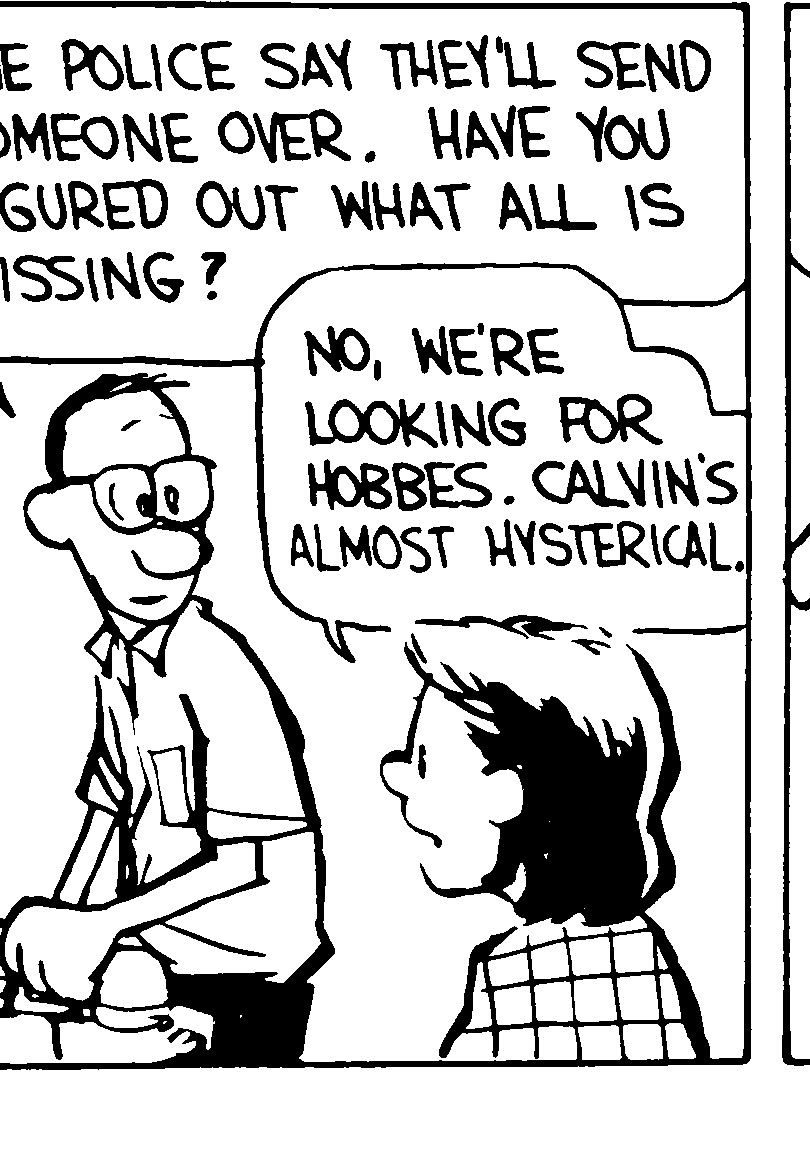 E POLICE SAY THEY'LL SEND
OMEONE OVER. HAVE YOU
GURED OUT WHAT ALL IS
ISSING?
NO, WE'RE
LOOKING FOR
HOBBES. CALVIN'S
ALMOST HYSTERICAL.